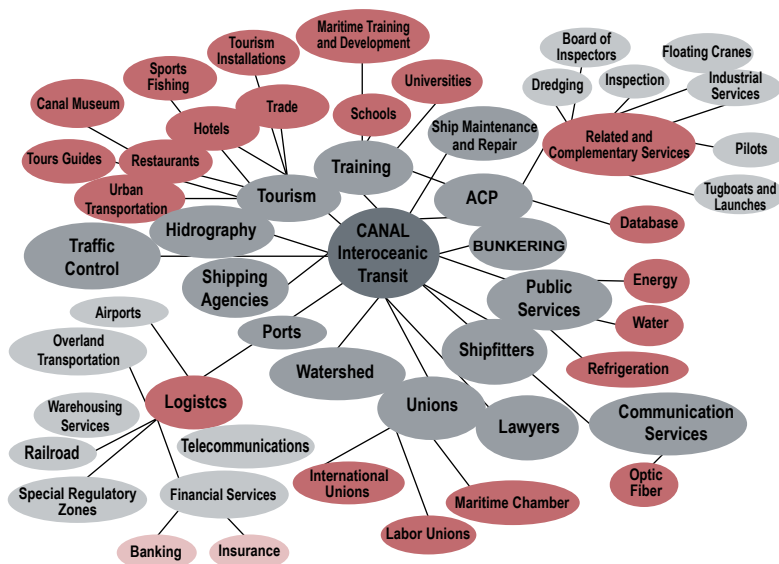 Maritime Training
and Development
Tourism
Installations
Board of
Inspectors
Floating Cranes
Sports
Fishing
Universities
Dredging
Inspection
Industrial
Services
Canal Museum
Trade
Hotels
Schools
Ship Maintenance
and Repair
Related and
Complementary Services
Pilots
Tours Guides
Restaurants
Training
Urban
Transportation
Tourism
ACP
Tugboats and
Launches
Hidrography
CANAL
Interoceanic
Transit
Database
Traffic
Control
BUNKERING
Shipping
Agencies
Public
Services
Energy
Airports
Ports
Water
Overland
Transportation
Watershed
Shipfitters
Refrigeration
Logistcs
Unions
Lawyers
Communication
Services
Warehousing
Services
Railroad
Telecommunications
International
Unions
Optic
Fiber
Special Regulatory
Zones
Financial Services
Maritime Chamber
Labor Unions
Banking
Insurance